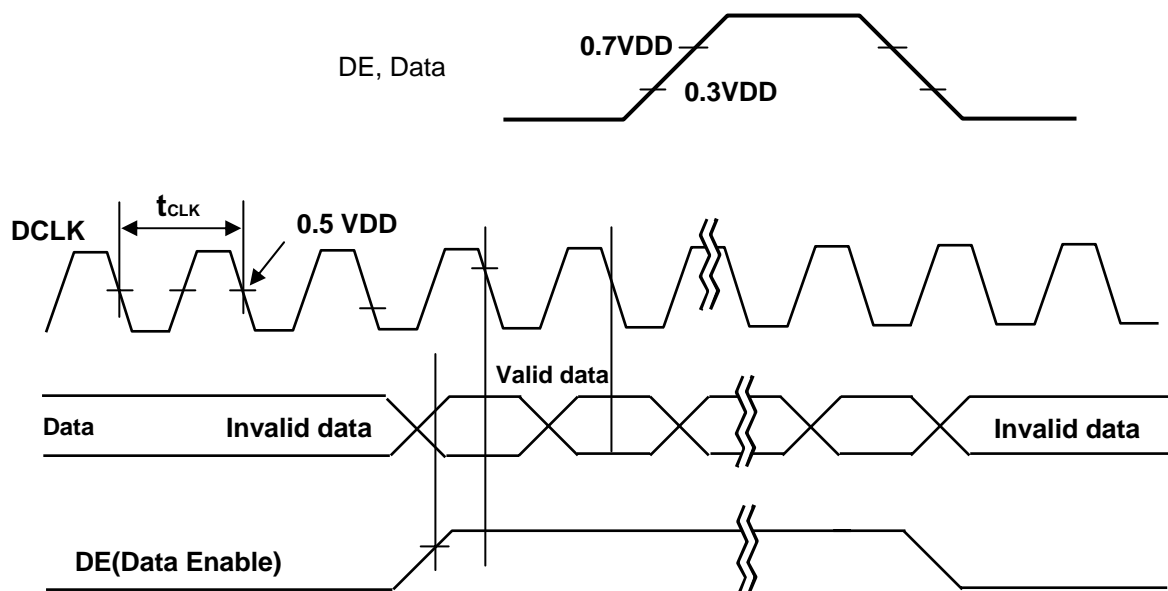 0.7VDD
DE, Data
0.3VDD
tCLK
0.5 VDD
DCLK
Valid data
Data
Invalid data
Invalid data
DE(Data Enable)